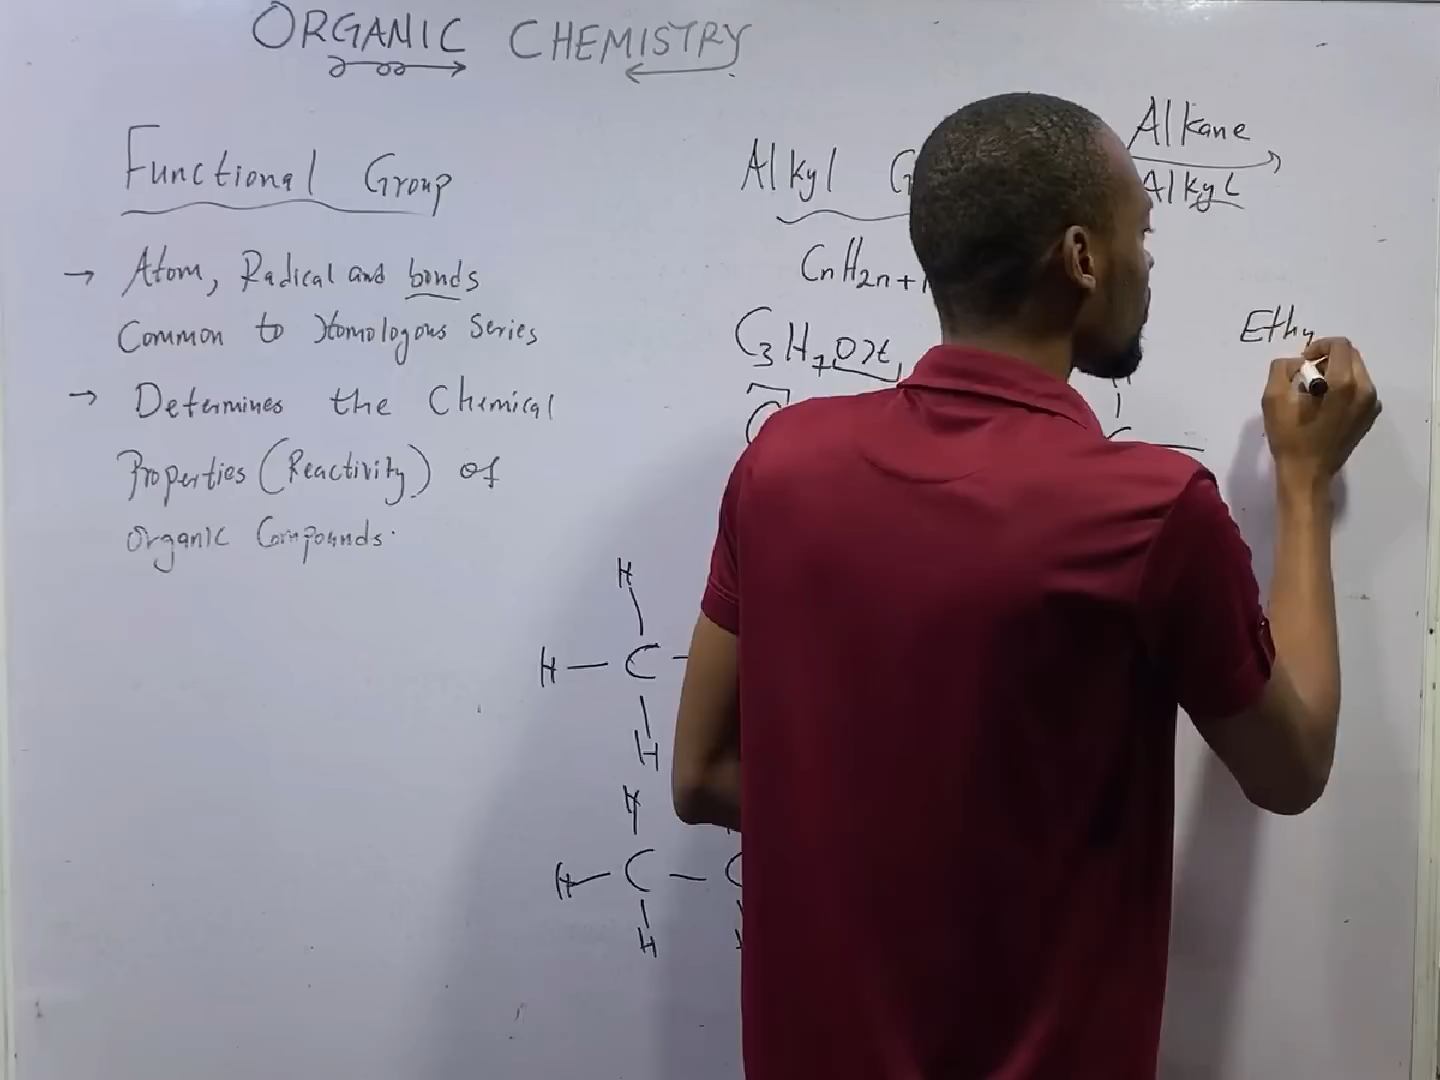 ORGANIC CHEMISTRY
Functional Group
→ Atom, Radical and bonds
Common to Homologous Series
→ Determines the Chemical
Properties (Reactivity) of
Organic Compounds.
Alkyl G
CnH2n+1
C3H7OH
C
Alkane
Alkyl
Ethy
C
H
H — C —
H
H
H — C — C
H